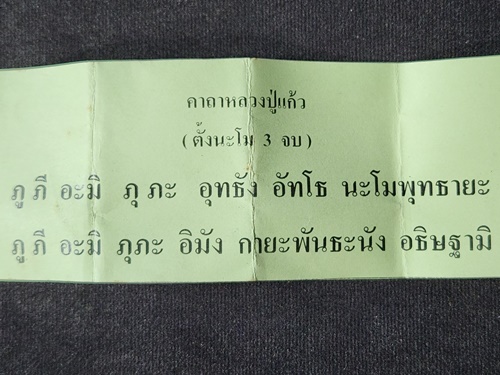 คาถาหลวงปู่แก้ว
(ตั้งนะโม 3 จบ)
ภู ภี อะมิ ภุ ภะ อุทธัง อัทโธ นะโมพุทธายะ
ภู ภี อะมิ ภุภะ อิมัง กายะพันธะนัง อธิษฐามิ